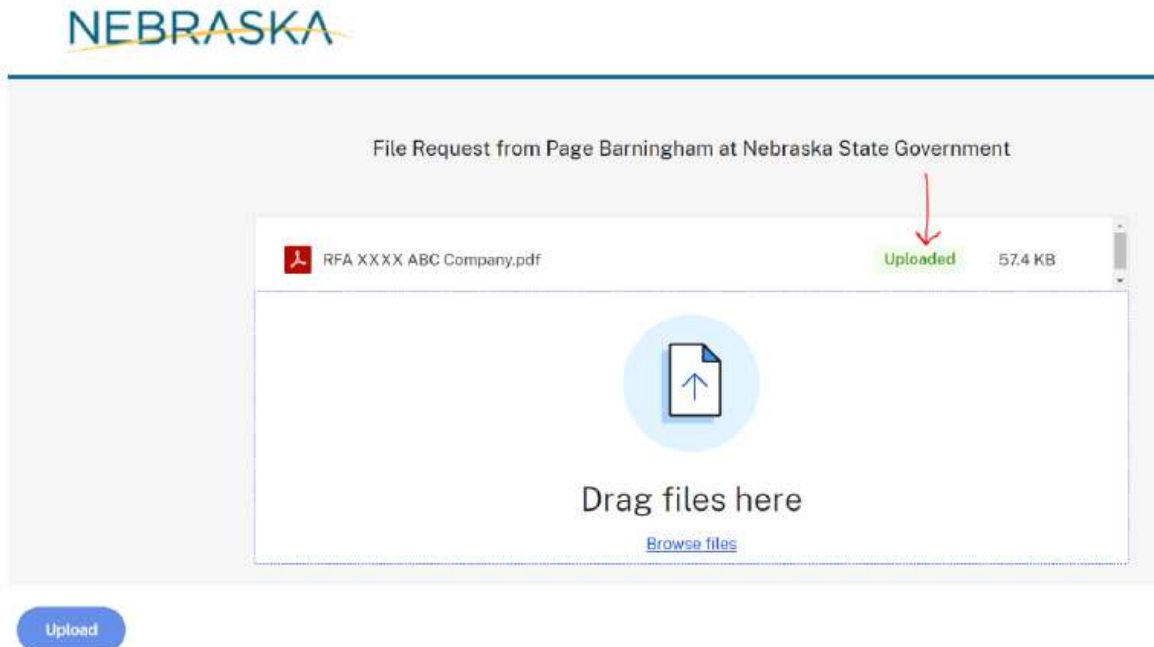 NEBRASKA
File Request from Page Barningham at Nebraska State Government
RFA XXXX ABC Company.pdf Uploaded 57.4 KB
Drag files here
Browse files
Upload